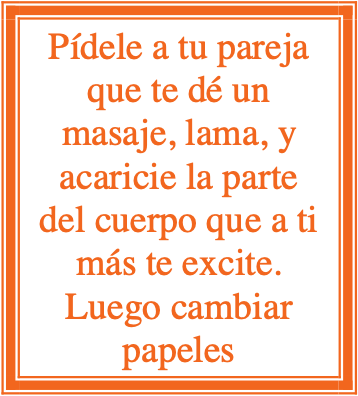 Pídele a tu pareja
que te dé un
masaje, lama, y
acaricie la parte
del cuerpo que a ti
más te excite.
Luego cambiar
papeles